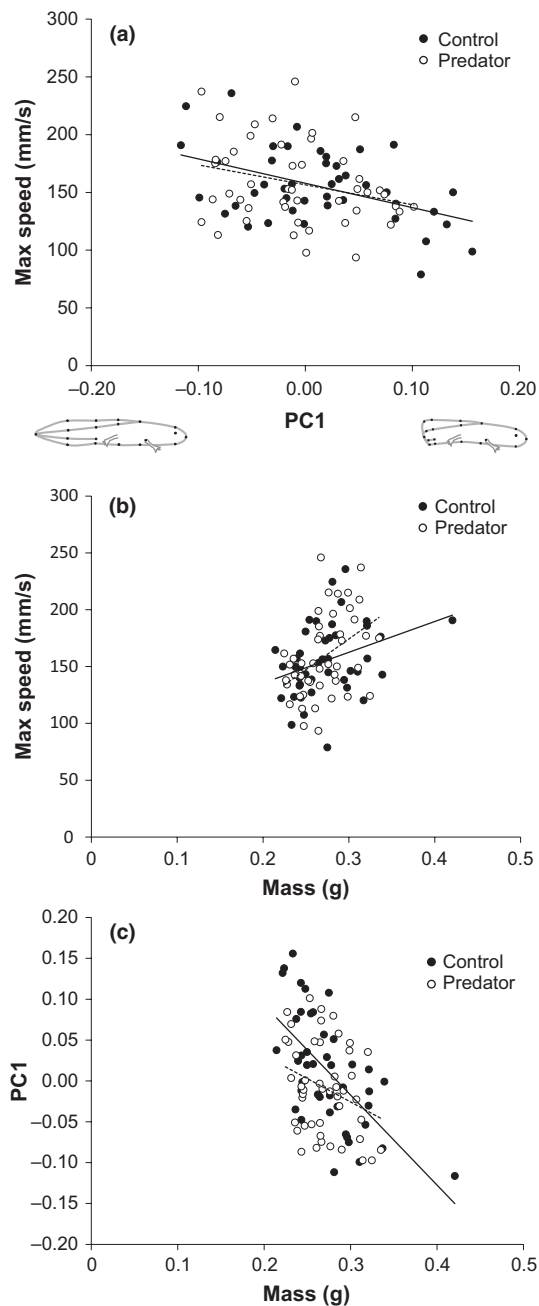 (a)
Control
Predator
Max speed (mm/s)
300
250
200
150
100
50
0
–0.20
–0.10
0.00
0.10
0.20
PC1
(b)
Control
Predator
Max speed (mm/s)
300
250
200
150
100
50
0
0
0.1
0.2
0.3
0.4
0.5
Mass (g)
(c)
Control
Predator
PC1
0.20
0.15
0.10
0.05
0.00
–0.05
–0.10
–0.15
–0.20
0
0.1
0.2
0.3
0.4
0.5
Mass (g)